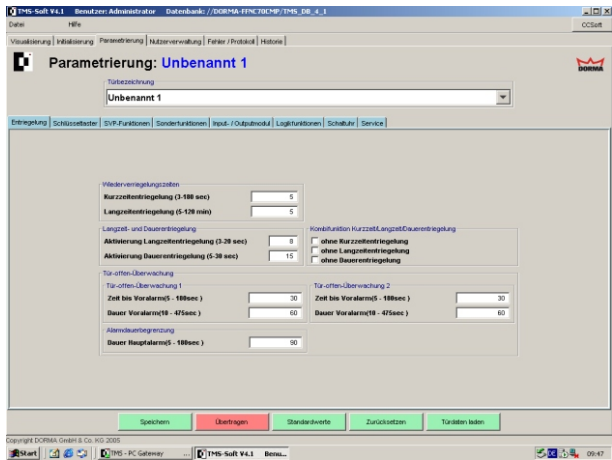 TMS-Soft V4.1 Benutzer: Administrator Datenbank: //DORMA-FFNC70CMP/TMS_DB_4_1
Datei Hilfe CCSoft
Visualisierung Initialisierung Parametrierung Nutzerverwaltung Fehler / Protokoll Historie
Parametrierung: Unbenannt 1
DORMA
Türbezeichnung
Unbenannt 1
Entriegelung Schlüsseltaster SVP-Funktionen Sonderfunktionen Input- / Outputmodul Logikfunktionen Schaltuhr Service
Wiederverriegelungszeiten
Kurzzeitentriegelung (3-180 sec) 5
Langzeitentriegelung (5-120 min) 5
Langzeit- und Dauerentriegelung
Aktivierung Langzeitentriegelung (3-20 sec) 8
Aktivierung Dauerentriegelung (5-30 sec) 15
Kombifunktion Kurzzeit/Langzeit/Dauerentriegelung
ohne Kurzzeitentriegelung
ohne Langzeitentriegelung
ohne Dauerentriegelung
Tür-offen-Überwachung
Tür-offen-Überwachung 1
Zeit bis Voralarm(5 - 180sec ) 30
Dauer Voralarm(10 - 475sec ) 60
Tür-offen-Überwachung 2
Zeit bis Voralarm(5 - 180sec ) 30
Dauer Voralarm(10 - 475sec ) 60
Alarmdauerbegrenzung
Dauer Hauptalarm(5 - 180sec ) 90
Speichern Übertragen Standardwerte Zurücksetzen Türdaten laden
Copyright DORMA GmbH & Co. KG 2005
Start TMS - PC Gateway ... TMS-Soft V4.1 Benu... DE 09:47